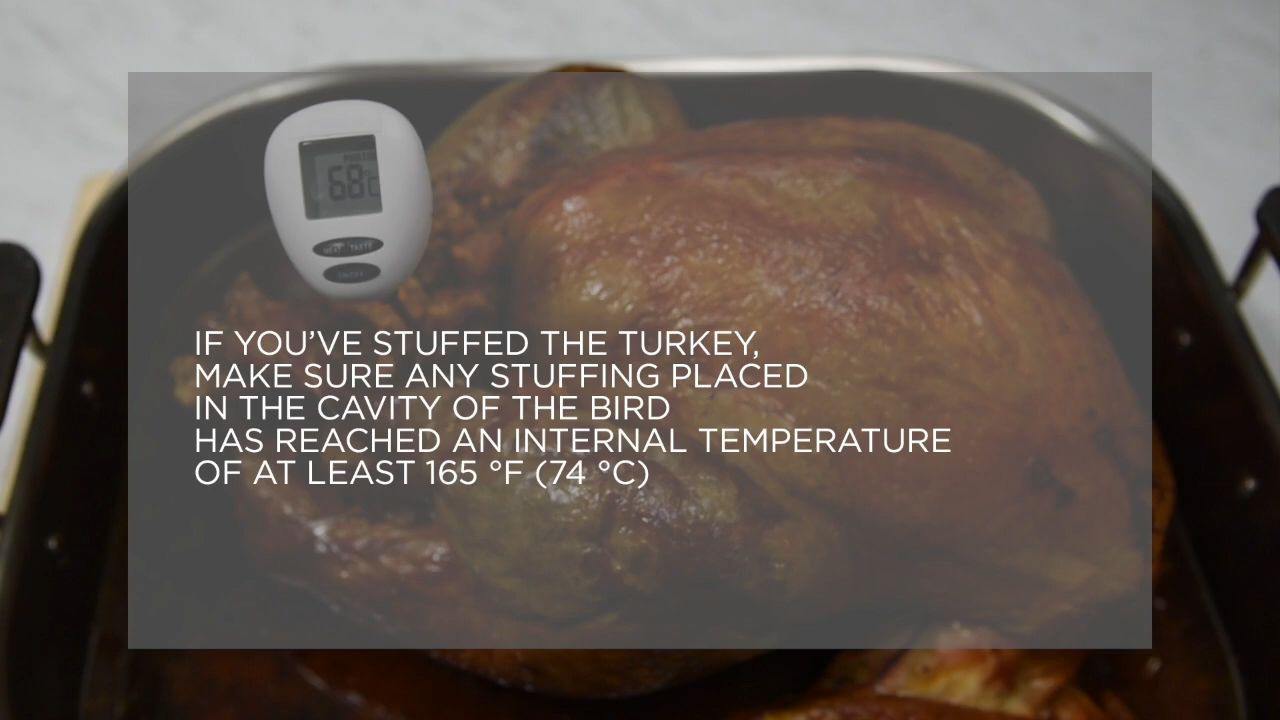 68°C
IF YOU'VE STUFFED THE TURKEY,
MAKE SURE ANY STUFFING PLACED
IN THE CAVITY OF THE BIRD
HAS REACHED AN INTERNAL TEMPERATURE
OF AT LEAST 165 °F (74 °C)